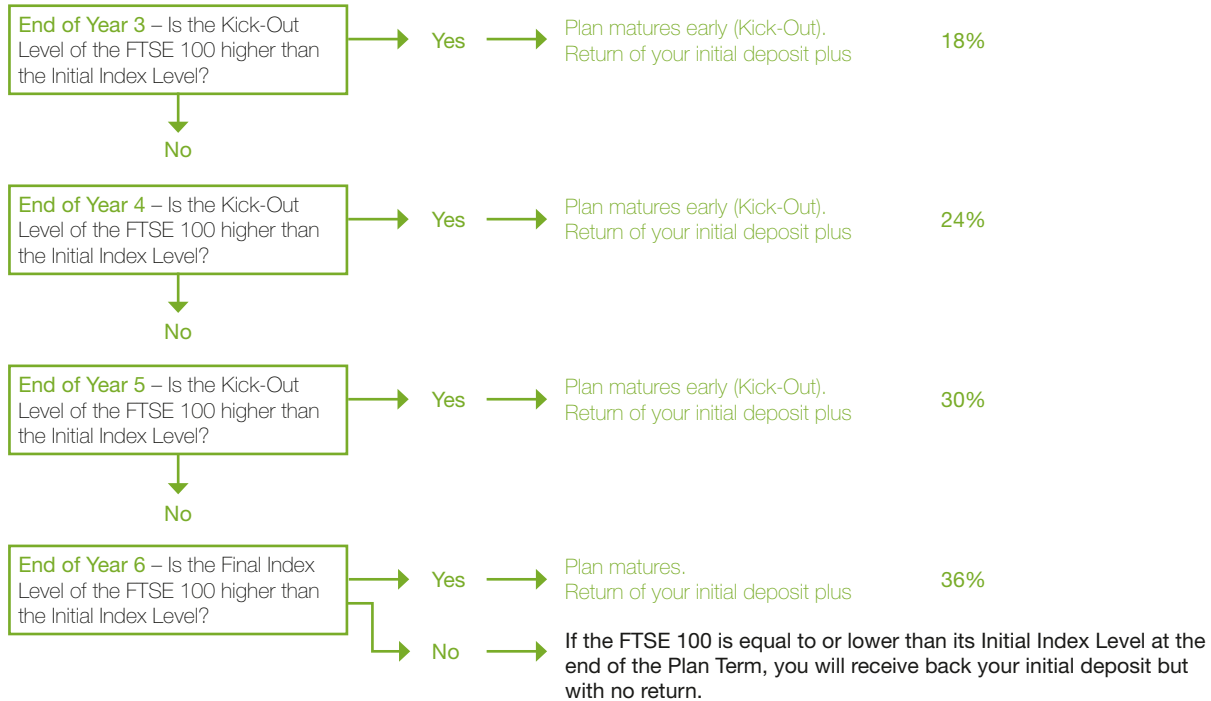 End of Year 3 – Is the Kick-Out
Level of the FTSE 100 higher than
the Initial Index Level?
Yes
Plan matures early (Kick-Out).
Return of your initial deposit plus
18%
No
End of Year 4 – Is the Kick-Out
Level of the FTSE 100 higher than
the Initial Index Level?
Yes
Plan matures early (Kick-Out).
Return of your initial deposit plus
24%
No
End of Year 5 – Is the Kick-Out
Level of the FTSE 100 higher than
the Initial Index Level?
Yes
Plan matures early (Kick-Out).
Return of your initial deposit plus
30%
No
End of Year 6 – Is the Final Index
Level of the FTSE 100 higher than
the Initial Index Level?
Yes
Plan matures.
Return of your initial deposit plus
36%
No
If the FTSE 100 is equal to or lower than its Initial Index Level at the
end of the Plan Term, you will receive back your initial deposit but
with no return.